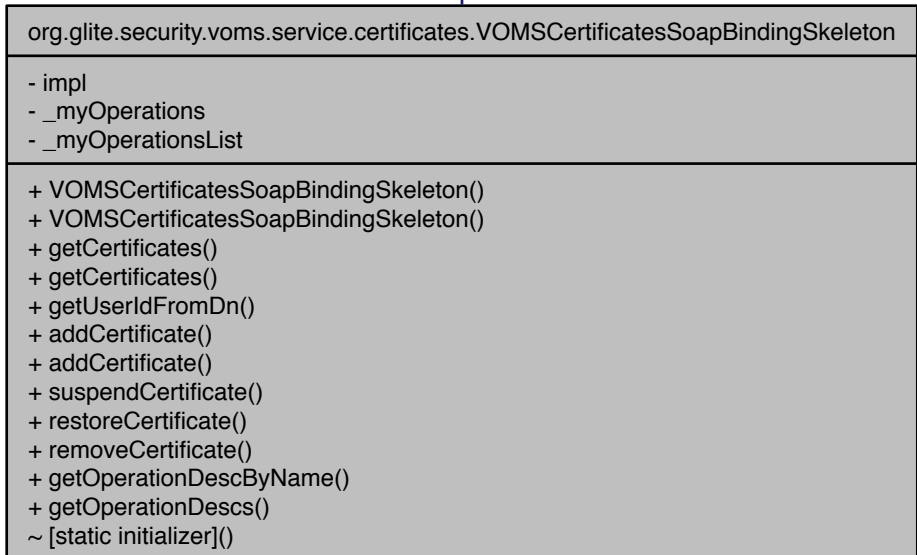 org.glite.security.voms.service.certificates.VOMSCertificatesSoapBindingSkeleton
- impl
- _myOperations
- _myOperationsList
+ VOMSCertificatesSoapBindingSkeleton()
+ VOMSCertificatesSoapBindingSkeleton()
+ getCertificates()
+ getCertificates()
+ getUserIdFromDn()
+ addCertificate()
+ addCertificate()
+ suspendCertificate()
+ restoreCertificate()
+ removeCertificate()
+ getOperationDescByName()
+ getOperationDescs()
~ [static initializer]()